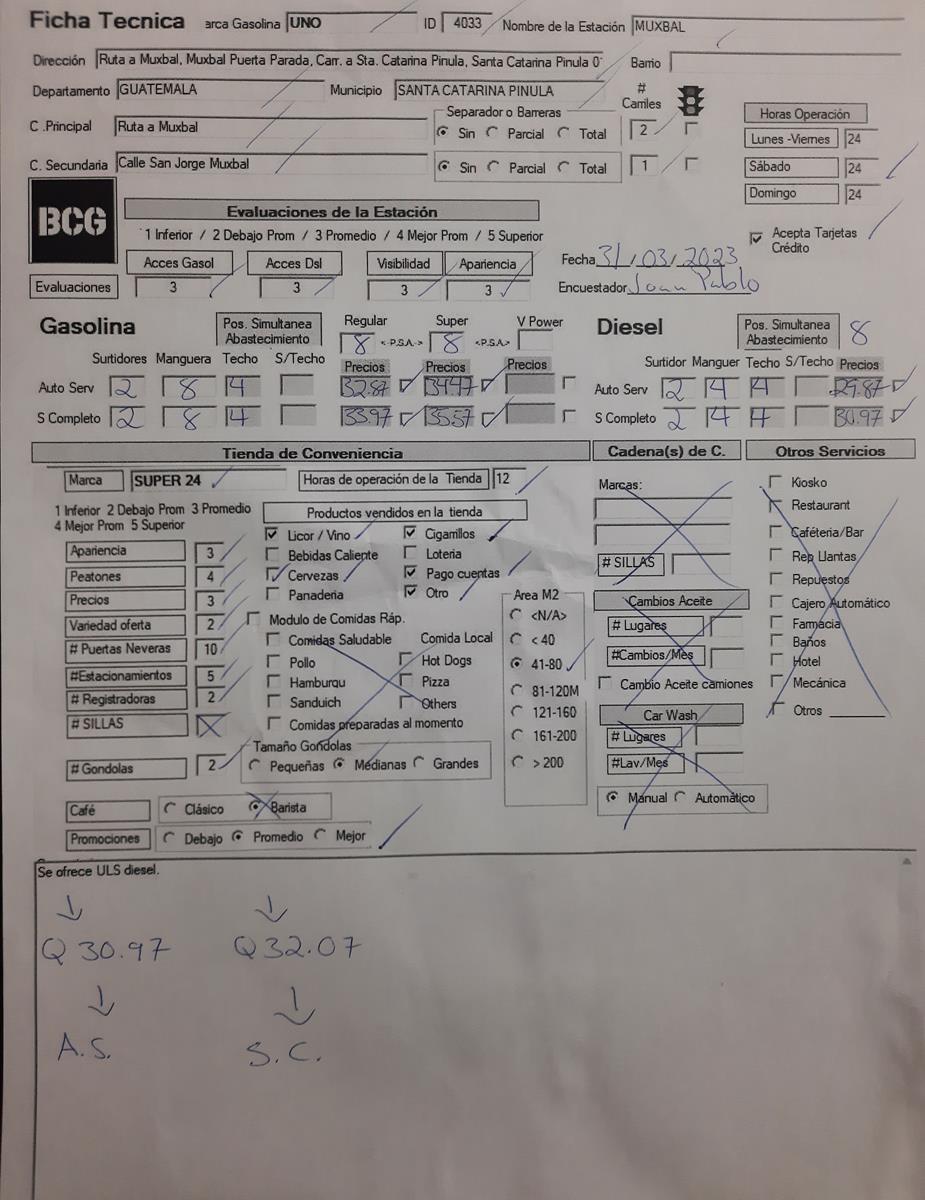 Ficha Tecnica arca Gasolina UNO ID 4033 Nombre de la Estación MUXBAL
Dirección Ruta a Muxbal, Muxbal Puerta Parada, Carr. a Sta. Catarina Pinula, Santa Catarina Pinula 0 Barrio
Departamento GUATEMALA Municipio SANTA CATARINA PINULA # Carriles
Separador o Barreras
C .Principal Ruta a Muxbal Sin Parcial Total 2
C. Secundaria Calle San Jorge Muxbal Sin Parcial Total 1
Horas Operación
Lunes -Viernes 24
Sábado 24
Domingo 24
BCG
Evaluaciones de la Estación
1 Inferior / 2 Debajo Prom / 3 Promedio / 4 Mejor Prom / 5 Superior
Acepta Tarjetas Crédito
Acces Gasol Acces Dsl Visibilidad Apariencia
Evaluaciones 3 3 3 3
Fecha 31/03/2023
Encuestador Joan Pablo
Gasolina Pos. Simultanea Abastecimiento Regular Super V Power
8 <-P.S.A.-> 8 <P.S.A.>
Surtidores Manguera Techo S/Techo Precios Precios Precios
Auto Serv 2 8 4 32.87 34.47
S Completo 2 8 4 33.97 35.57
Diesel Pos. Simultanea Abastecimiento 8
Surtidor Manguer Techo S/Techo Precios
Auto Serv 2 4 4 29.87
S Completo 2 4 4 30.97
Tienda de Conveniencia
Marca SUPER 24 Horas de operación de la Tienda 12
1 Inferior 2 Debajo Prom 3 Promedio
4 Mejor Prom 5 Superior
Apariencia 3
Peatones 4
Precios 3
Variedad oferta 2
# Puertas Neveras 10
#Estacionamientos 5
# Registradoras 2
# SILLAS
# Gondolas 2
Productos vendidos en la tienda
Licor / Vino Cigarrillos
Bebidas Caliente Loteria
Cervezas Pago cuentas
Panaderia Otro
Modulo de Comidas Ráp.
Comidas Saludable Comida Local
Pollo Hot Dogs
Hamburqu Pizza
Sanduich Others
Comidas preparadas al momento
Tamaño Gondolas
Pequeñas Medianas Grandes
Area M2
<N/A>
< 40
41-80
81-120M
121-160
161-200
> 200
Café Clásico Barista
Promociones Debajo Promedio Mejor
Cadena(s) de C.
Marcas:
# SILLAS
Cambios Aceite
# Lugares
#Cambios/Mes
Cambio Aceite camiones
Car Wash
# Lugares
#Lav/Mes
Manual Automático
Otros Servicios
Kiosko
Restaurant
Caféteria/Bar
Rep Llantas
Repuestos
Cajero Automático
Farmacia
Baños
Hotel
Mecánica
Otros
Se ofrece ULS diesel.
Q 30.97 Q 32.07
A.S. S.C.